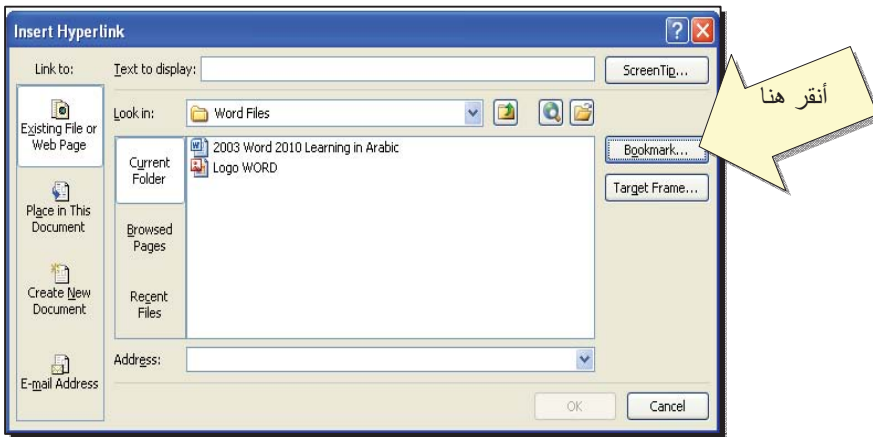 Insert Hyperlink
Link to:
Text to display:
ScreenTip...
أنقر هنا
Existing File or
Web Page
Look in:
Word Files
Current
Folder
2003 Word 2010 Learning in Arabic
Logo WORD
Bookmark...
Target Frame...
Place in This
Document
Browsed
Pages
Create New
Document
Recent
Files
E-mail Address
Address:
OK
Cancel